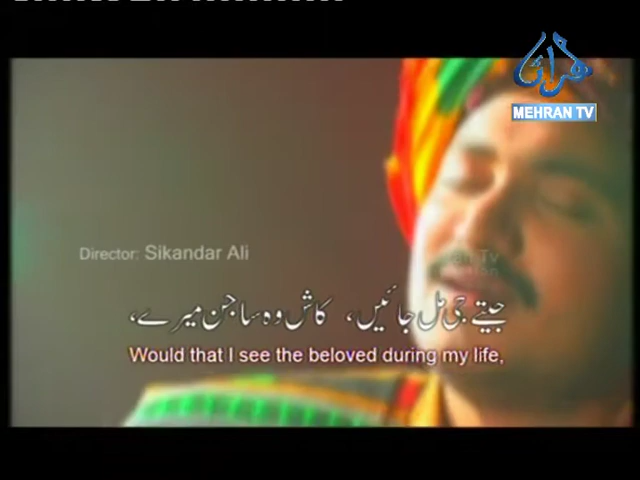 مهران
MEHRAN TV
Director: Sikandar Ali
جیتے جی مل جائیں، کاش وہ ساجن میرے،
Would that I see the beloved during my life,